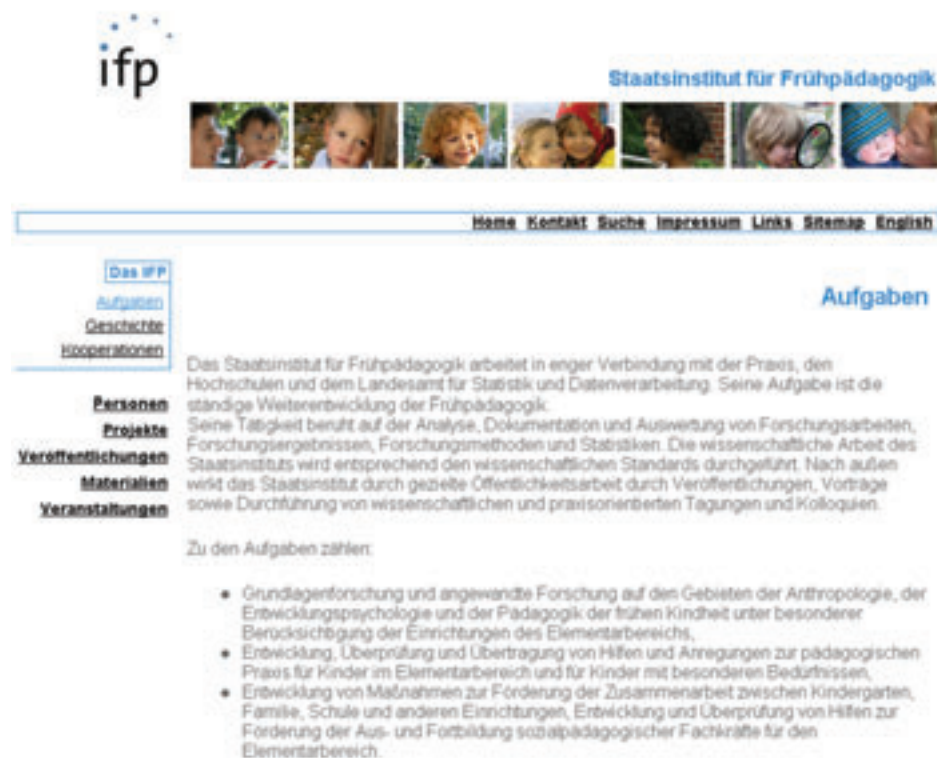 ifp
Staatsinstitut für Frühpädagogik
Home Kontakt Suche Impressum Links Sitemap English
Das IFP
Aufgaben
Geschichte
Kooperationen
Personen
Projekte
Veröffentlichungen
Materialien
Veranstaltungen
Aufgaben
Das Staatsinstitut für Frühpädagogik arbeitet in enger Verbindung mit der Praxis, den
Hochschulen und dem Landesamt für Statistik und Datenverarbeitung. Seine Aufgabe ist die
ständige Weiterentwicklung der Frühpädagogik.
Seine Tätigkeit beruht auf der Analyse, Dokumentation und Auswertung von Forschungsarbeiten,
Forschungsergebnissen, Forschungsmethoden und Statistiken. Die wissenschaftliche Arbeit des
Staatsinstituts wird entsprechend den wissenschaftlichen Standards durchgeführt. Nach außen
wirkt das Staatsinstitut durch gezielte Öffentlichkeitsarbeit durch Veröffentlichungen, Vorträge
sowie Durchführung von wissenschaftlichen und praxisorientierten Tagungen und Kolloquien.
Zu den Aufgaben zählen:
Grundlagenforschung und angewandte Forschung auf den Gebieten der Anthropologie, der
Entwicklungspsychologie und der Pädagogik der frühen Kindheit unter besonderer
Berücksichtigung der Einrichtungen des Elementarbereichs,
Entwicklung, Überprüfung und Übertragung von Hilfen und Anregungen zur pädagogischen
Praxis für Kinder im Elementarbereich und für Kinder mit besonderen Bedürfnissen,
Entwicklung von Maßnahmen zur Förderung der Zusammenarbeit zwischen Kindergarten,
Familie, Schule und anderen Einrichtungen, Entwicklung und Überprüfung von Hilfen zur
Förderung der Aus- und Fortbildung sozialpädagogischer Fachkräfte für den
Elementarbereich.